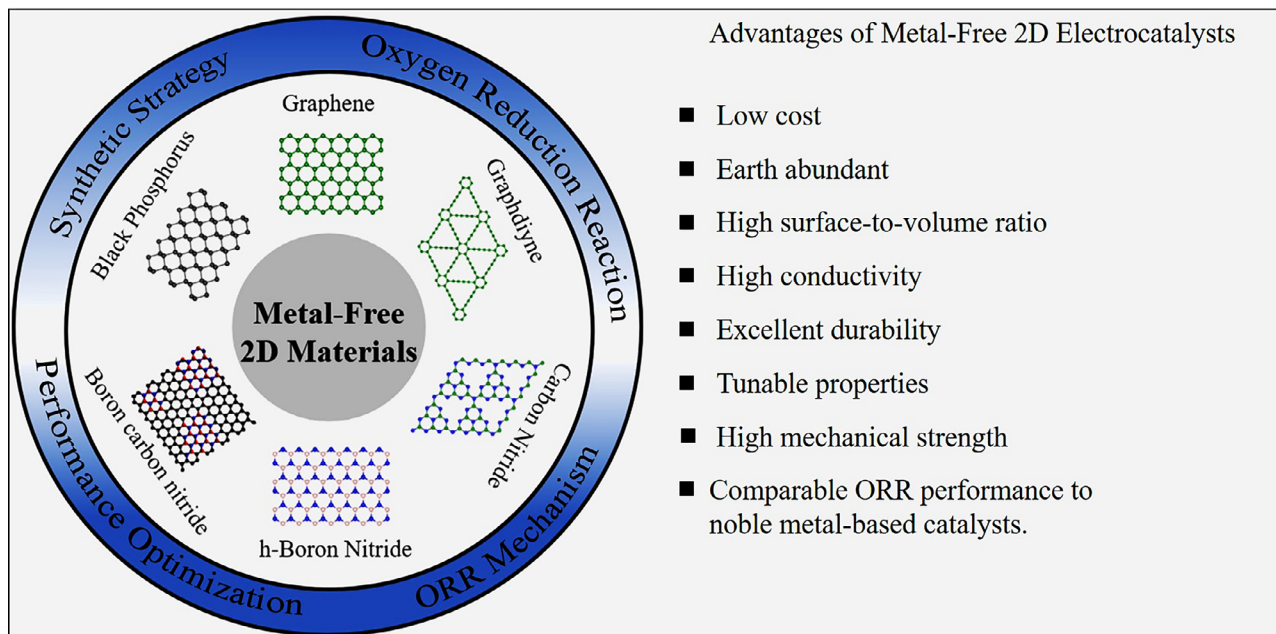 Synthetic Strategy
Oxygen Reduction Reaction
Performance Optimization
ORR Mechanism
Graphene
Graphdiyne
Carbon Nitride
h-Boron Nitride
Boron carbon nitride
Black Phosphorus
Metal-Free
2D Materials
Advantages of Metal-Free 2D Electrocatalysts
■ Low cost
■ Earth abundant
■ High surface-to-volume ratio
■ High conductivity
■ Excellent durability
■ Tunable properties
■ High mechanical strength
■ Comparable ORR performance to
noble metal-based catalysts.